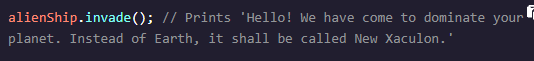 alienShip.invade(); // Prints 'Hello! We have come to dominate your
planet. Instead of Earth, it shall be called New Xaculon.'